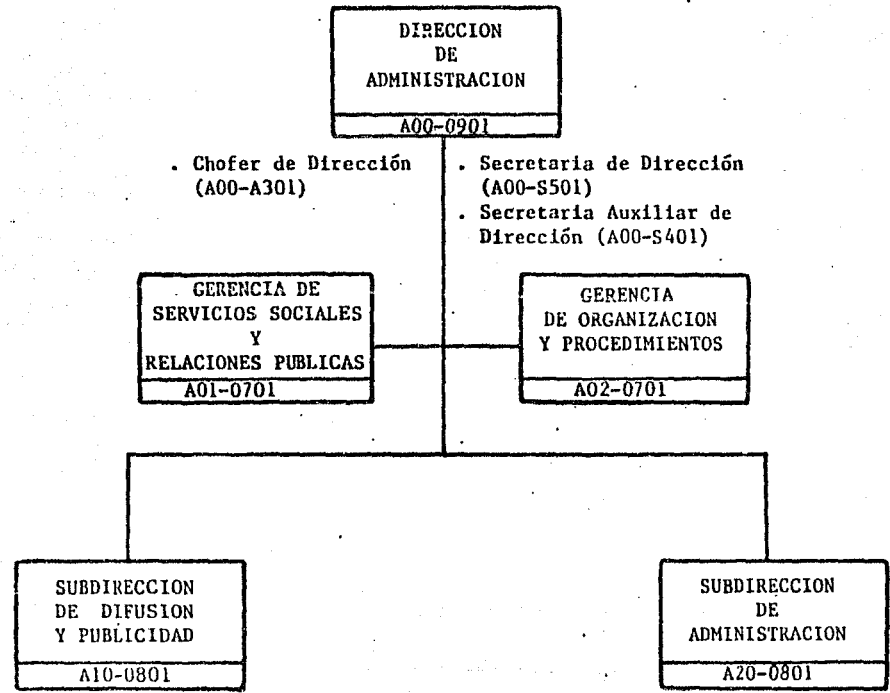 DIRECCION
DE
ADMINISTRACION
A00-0901
. Chofer de Dirección
(A00-A301)
. Secretaria de Dirección
(A00-S501)
. Secretaria Auxiliar de
Dirección (A00-S401)
GERENCIA DE
SERVICIOS SOCIALES
Y
RELACIONES PUBLICAS
A01-0701
GERENCIA
DE ORGANIZACION
Y PROCEDIMIENTOS
A02-0701
SUBDIRECCION
DE DIFUSION
Y PUBLICIDAD
A10-0801
SUBDIRECCION
DE
ADMINISTRACION
A20-0801